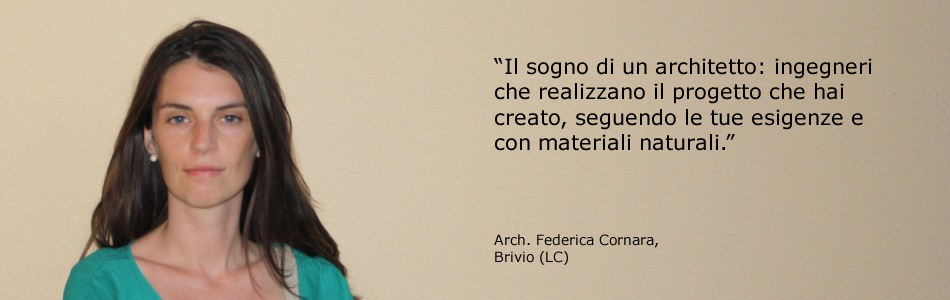 “Il sogno di un architetto: ingegneri
che realizzano il progetto che hai
creato, seguendo le tue esigenze e
con materiali naturali.”
Arch. Federica Cornara,
Brivio (LC)